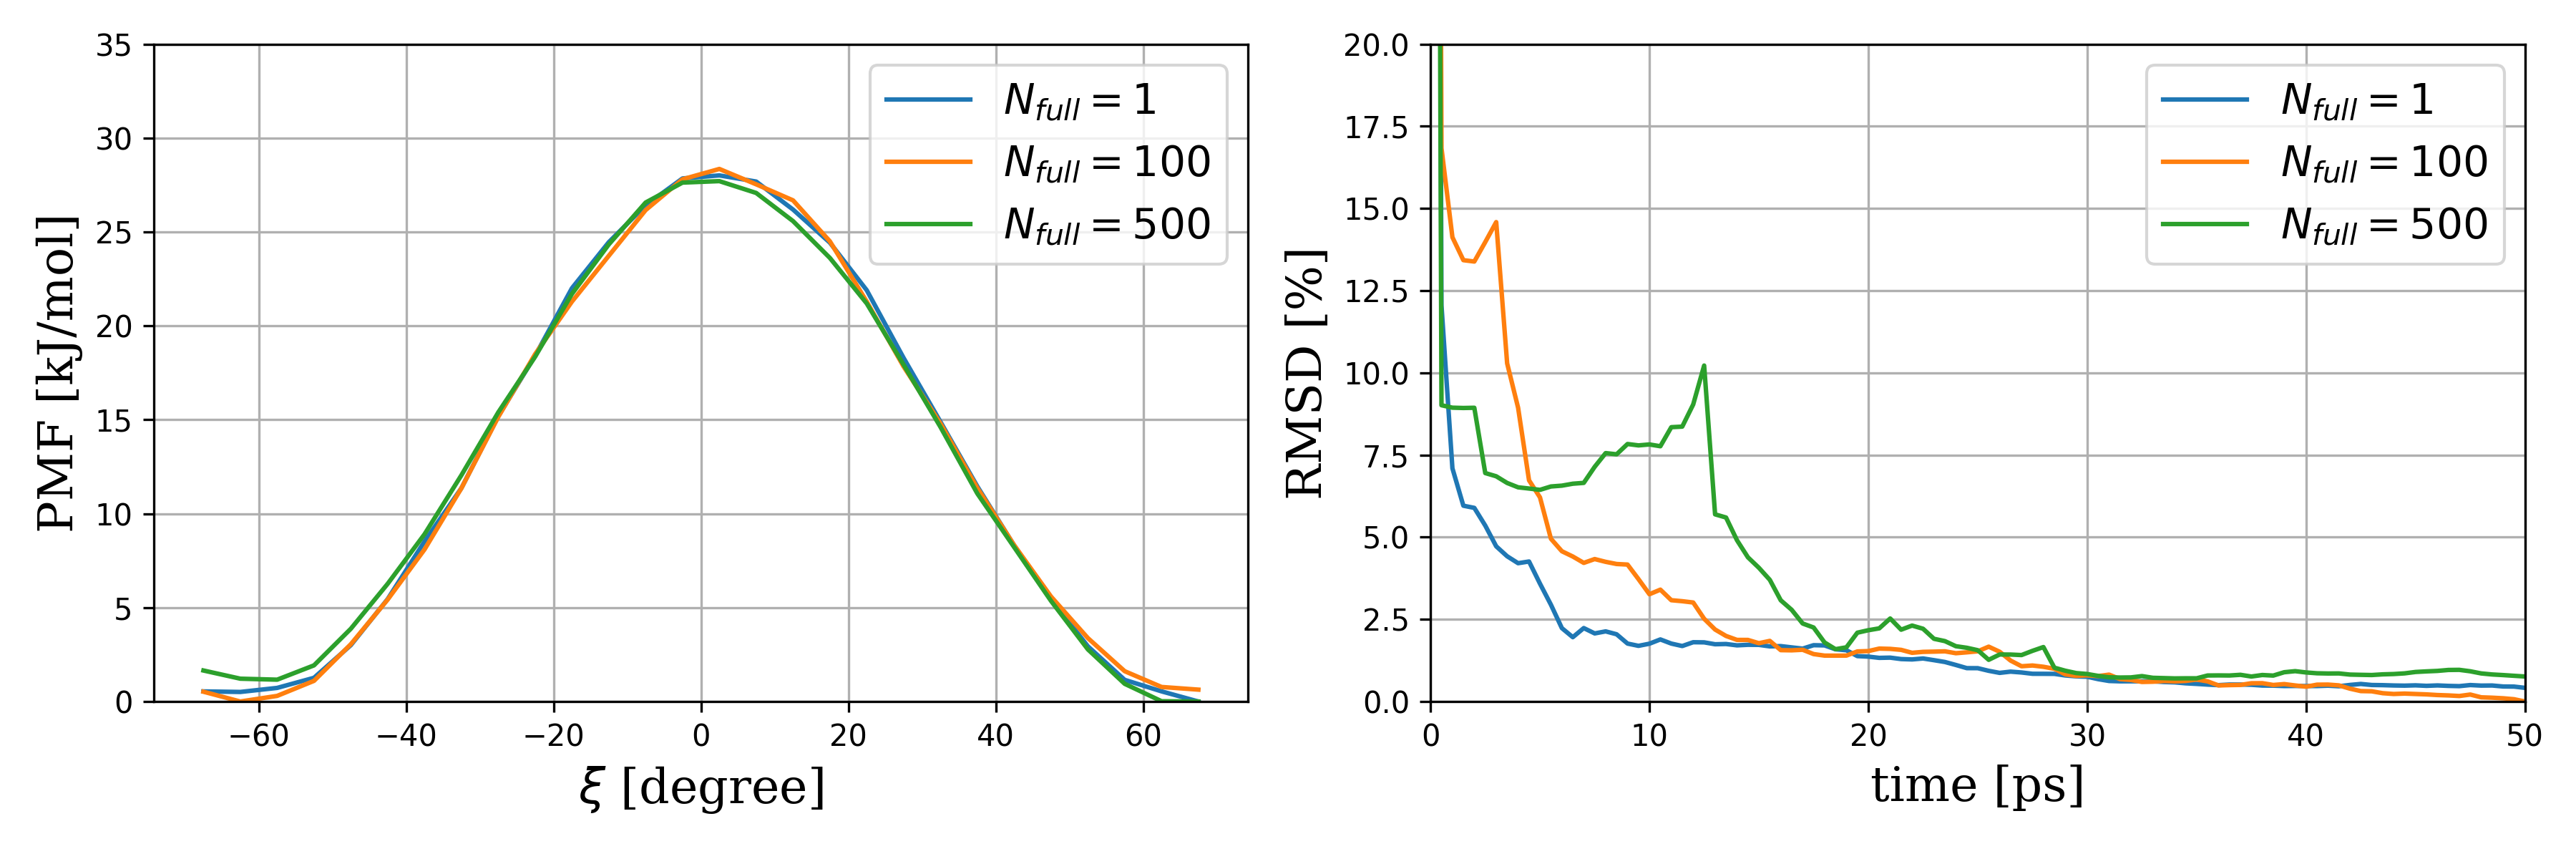 PMF [kJ/mol]
35
30
25
20
15
10
5
0
−60 −40 −20 0 20 40 60
ξ [degree]
N_full = 1
N_full = 100
N_full = 500
RMSD [%]
20.0
17.5
15.0
12.5
10.0
7.5
5.0
2.5
0.0
0 10 20 30 40 50
time [ps]
N_full = 1
N_full = 100
N_full = 500